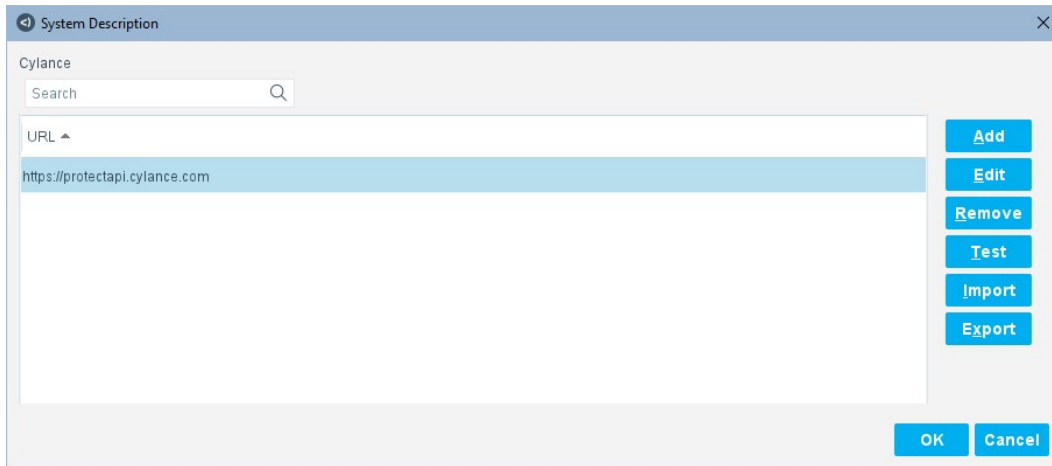 System Description
Cylance
Search
URL
https://protectapi.cylance.com
Add
Edit
Remove
Test
Import
Export
OK
Cancel